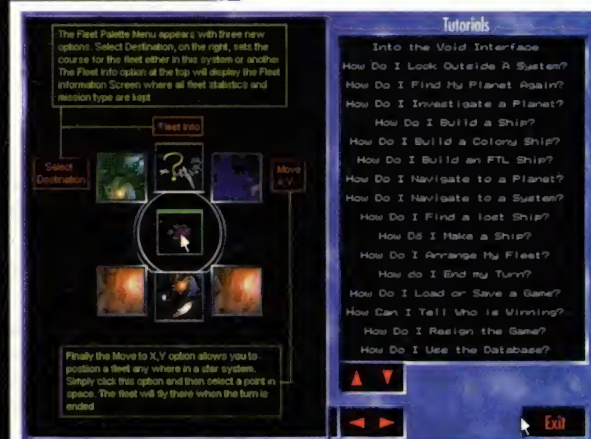 The Fleet Palette Menu appears with three new
options. Select Destination, on the right, sets the
course for the fleet either in this system or another
The Fleet Info option at the top will display the Fleet
information Screen where all fleet statistics and
mission type are kept
Fleet Info
Select
Destination
Move
X,Y
Finally the Move to X,Y option allows you to
position a fleet any where in a star system.
Simply click this option and then select a point in
space. The fleet will fly there when the turn is
ended
Tutorials
Into the Void Interface
How Do I Look Outside A System?
How Do I Find My Planet Again?
How Do I Investigate a Planet?
How Do I Build a Ship?
How Do I Build a Colony Ship?
How Do I Build an FTL Ship?
How Do I Navigate to a Planet?
How Do I Navigate to a System?
How Do I Find a lost Ship?
How Do I Make a Ship?
How Do I Arrange My Fleet?
How do I End my Turn?
How Do I Load or Save a Game?
How Can I Tell Who is Winning?
How Do I Resign the Game?
How Do I Use the Database?
Exit